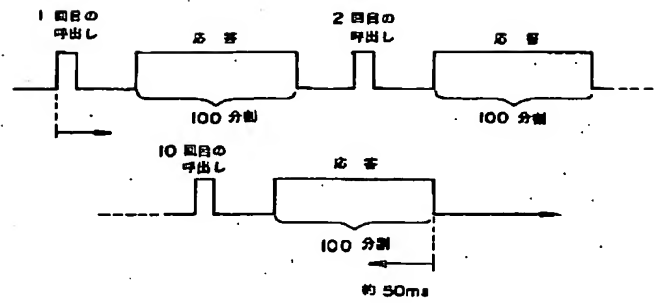 1 回目の
呼出し
応 答
2 回目の
呼出し
応 答
100 分割
100 分割
10 回目の
呼出し
応 答
100 分割
約 50ms